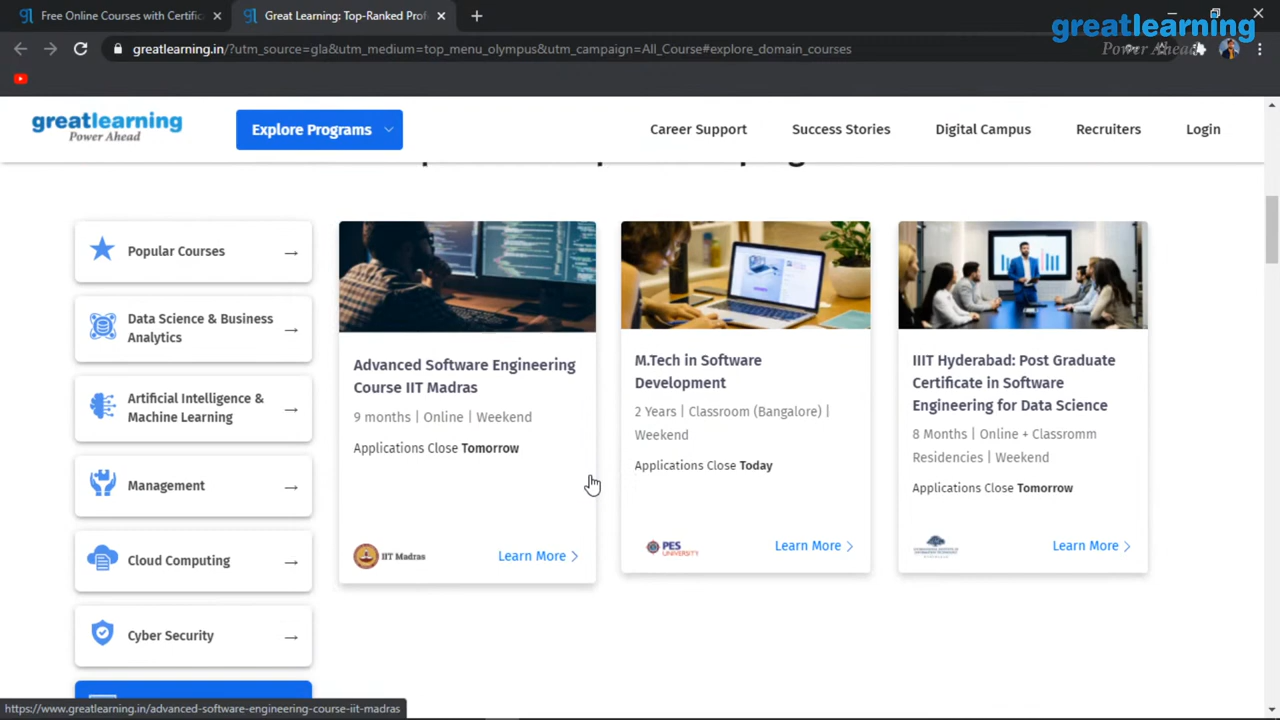 Free Online Courses with Certific
Great Learning: Top-Ranked Prof
greatlearning.in/?utm_source=gla&utm_medium=top_menu_olympus&utm_campaign=All_Course#explore_domain_courses
greatlearning
Power Ahead
greatlearning
Power Ahead
Explore Programs
Career Support
Success Stories
Digital Campus
Recruiters
Login
Popular Courses →
Data Science & Business
Analytics →
Artificial Intelligence &
Machine Learning →
Management →
Cloud Computing →
Cyber Security →
Advanced Software Engineering
Course IIT Madras
9 months | Online | Weekend
Applications Close Tomorrow
IIT Madras
Learn More >
M.Tech in Software
Development
2 Years | Classroom (Bangalore) |
Weekend
Applications Close Today
PES
UNIVERSITY
Learn More >
IIIT Hyderabad: Post Graduate
Certificate in Software
Engineering for Data Science
8 Months | Online + Classromm
Residencies | Weekend
Applications Close Tomorrow
Learn More >
https://www.greatlearning.in/advanced-software-engineering-course-iit-madras